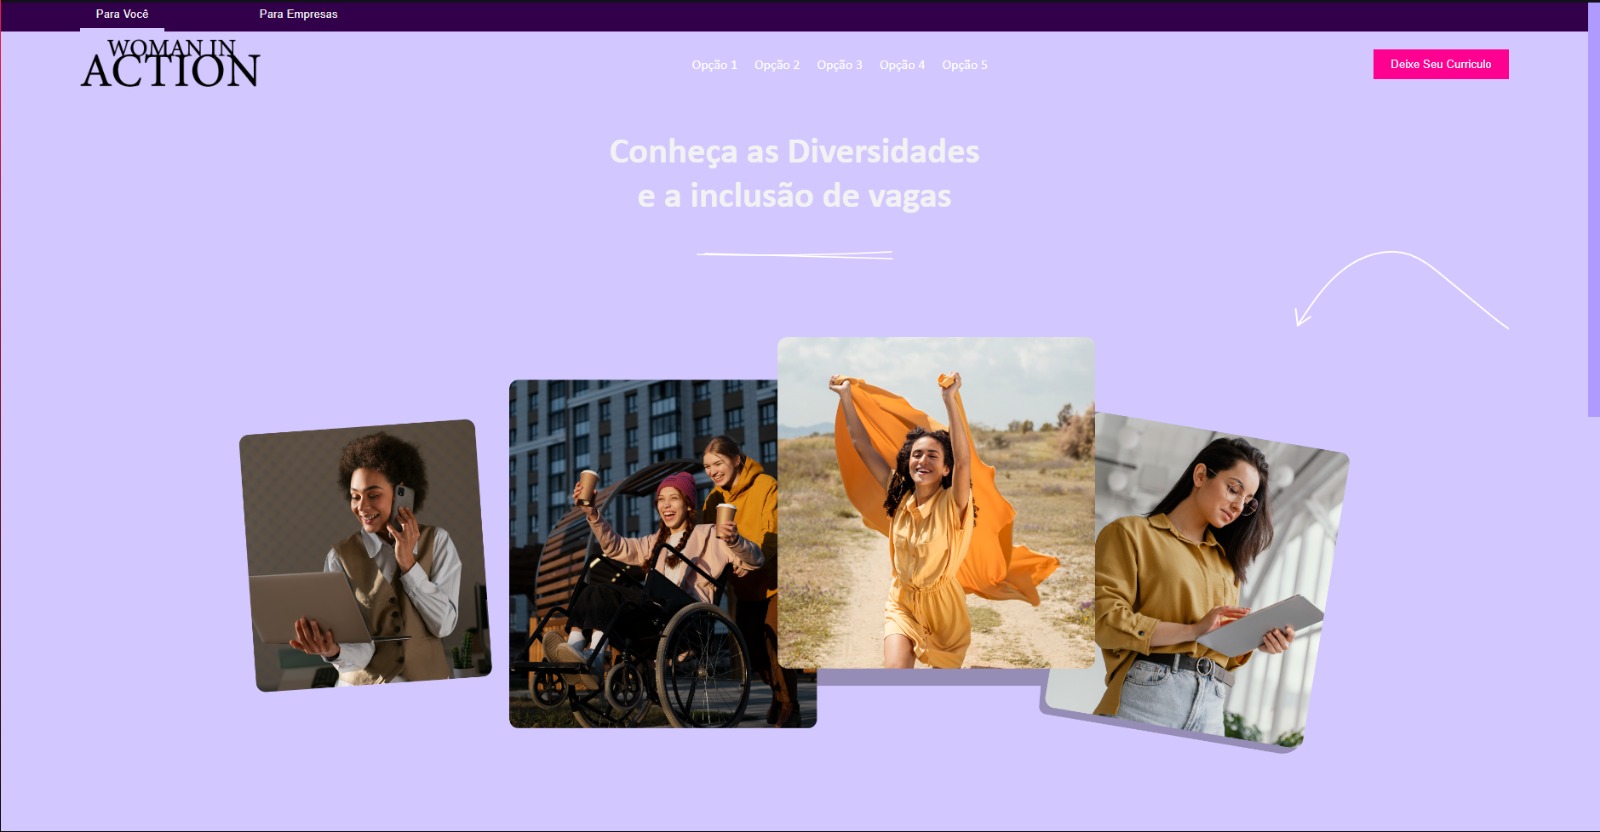 Para Você
Para Empresas
WOMAN IN
ACTION
Opção 1
Opção 2
Opção 3
Opção 4
Opção 5
Deixe Seu Curriculo
Conheça as Diversidades
e a inclusão de vagas